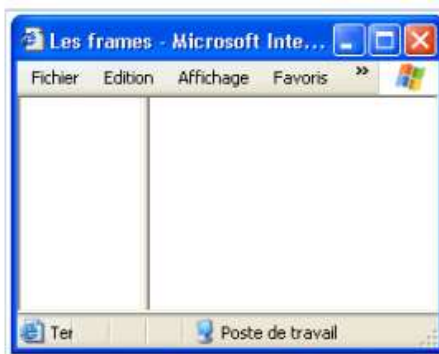 Les frames - Microsoft Inte...
Fichier Edition Affichage Favoris »
Ter Poste de travail